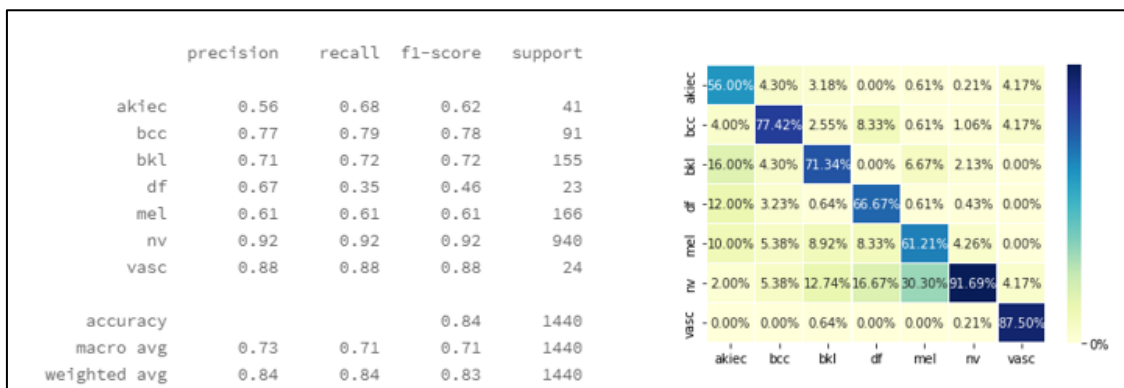 precision recall f1-score support
akiec 0.56 0.68 0.62 41
bcc 0.77 0.79 0.78 91
bkl 0.71 0.72 0.72 155
df 0.67 0.35 0.46 23
mel 0.61 0.61 0.61 166
nv 0.92 0.92 0.92 940
vasc 0.88 0.88 0.88 24
accuracy 0.84 1440
macro avg 0.73 0.71 0.71 1440
weighted avg 0.84 0.84 0.83 1440
akiec 56.00% 4.30% 3.18% 0.00% 0.61% 0.21% 4.17%
bcc 4.00% 77.42% 2.55% 8.33% 0.61% 1.06% 4.17%
bkl 16.00% 4.30% 71.34% 0.00% 6.67% 2.13% 0.00%
df 12.00% 3.23% 0.64% 66.67% 0.61% 0.43% 0.00%
mel 10.00% 5.38% 8.92% 8.33% 61.21% 4.26% 0.00%
nv 2.00% 5.38% 12.74% 16.67% 30.30% 91.69% 4.17%
vasc 0.00% 0.00% 0.64% 0.00% 0.00% 0.21% 87.50%
akiec bcc bkl df mel nv vasc
0%